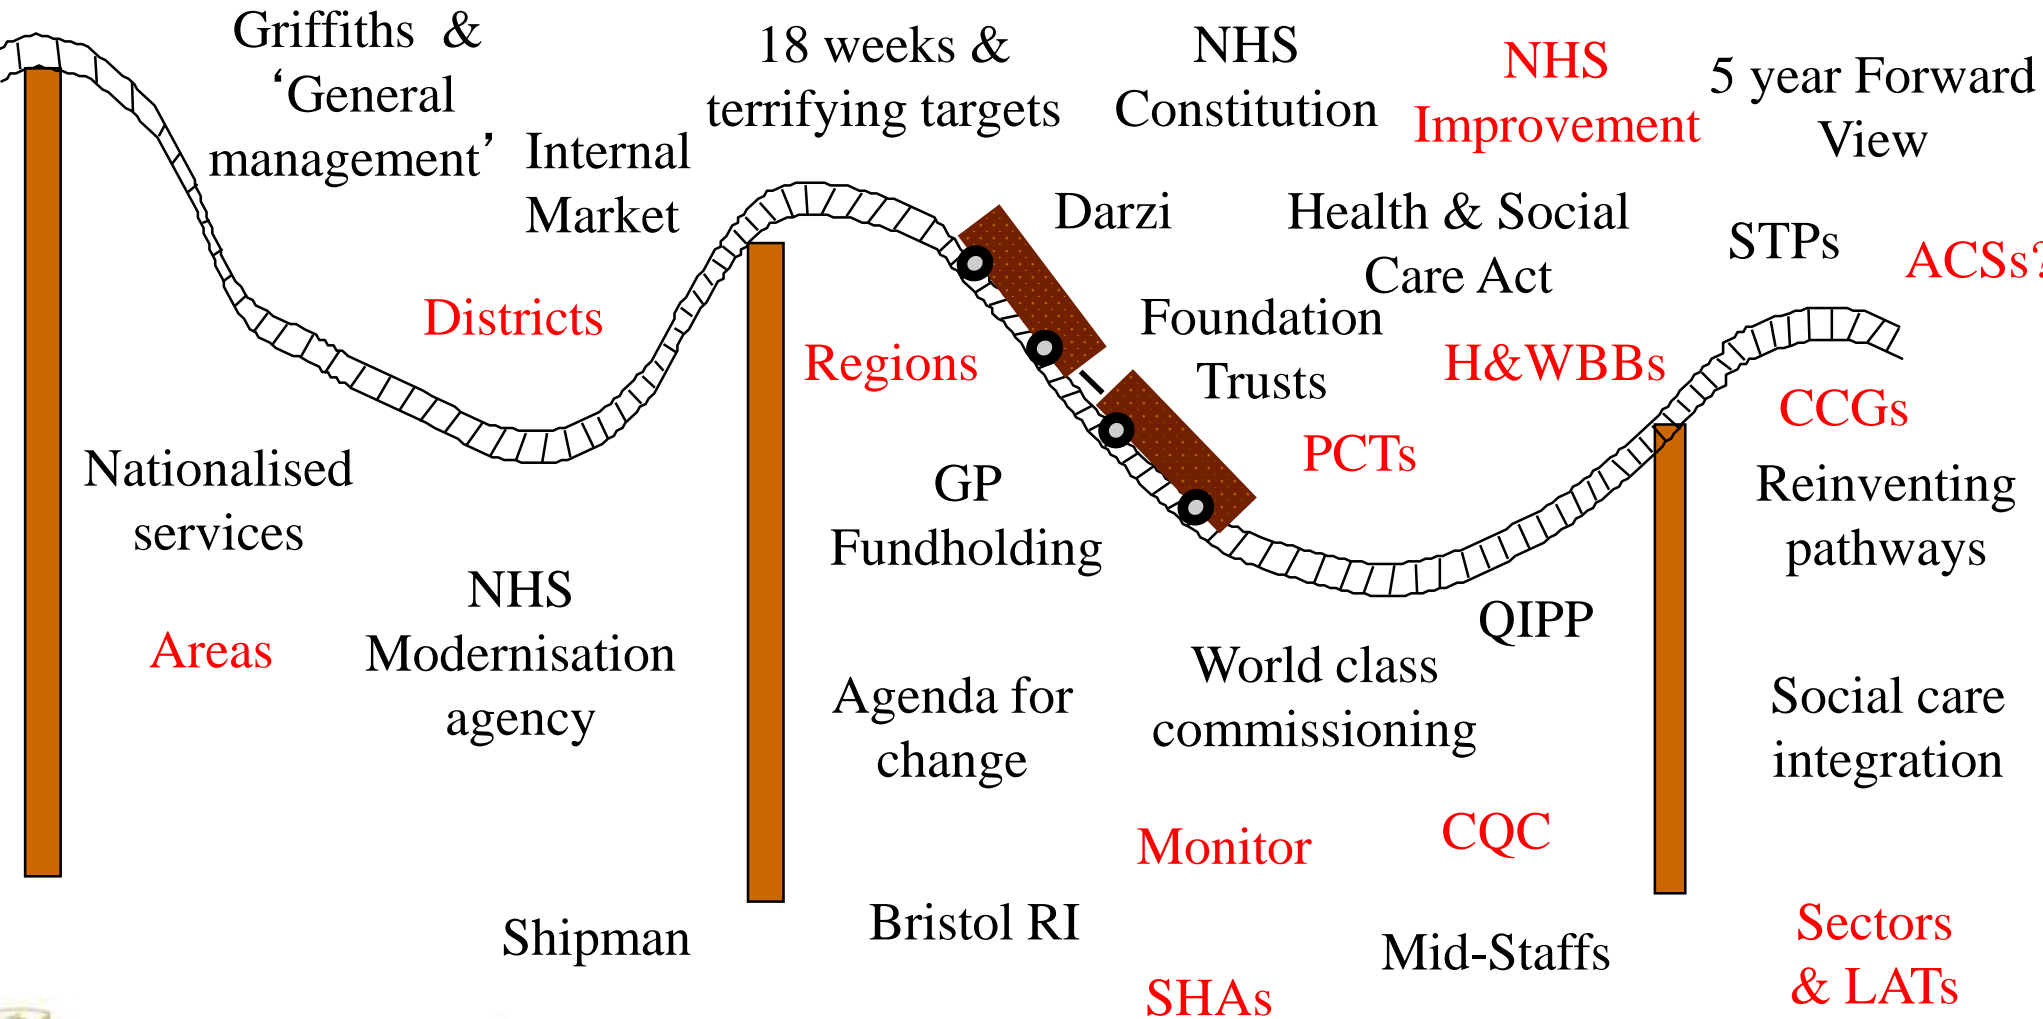 Griffiths &
‘General
management’
Internal
Market
18 weeks &
terrifying targets
NHS
Constitution
NHS
Improvement
5 year Forward
View
Darzi
Health & Social
Care Act
STPs
ACSs?
Districts
Regions
Foundation
Trusts
H&WBBs
CCGs
PCTs
Nationalised
services
GP
Fundholding
Reinventing
pathways
Areas
NHS
Modernisation
agency
QIPP
World class
commissioning
Agenda for
change
Social care
integration
Monitor
CQC
Shipman
Bristol RI
Mid-Staffs
Sectors
& LATs
SHAs